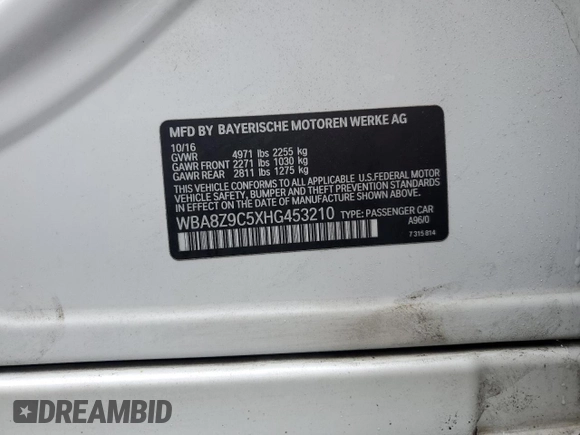 MFD BY BAYERISCHE MOTOREN WERKE AG
10/16
GVWR 4971 lbs 2255 kg
GAWR FRONT 2271 lbs 1030 kg
GAWR REAR 2811 lbs 1275 kg
THIS VEHICLE CONFORMS TO ALL APPLICABLE U.S.FEDERAL MOTOR
VEHICLE SAFETY, BUMPER AND THEFT PREVENTION STANDARDS
IN EFFECT ON THE DATE OF MANUFACTURE SHOWN ABOVE.
WBA8Z9C5XHG453210 TYPE: PASSENGER CAR
A96/0
7 315 814
DREAMBID